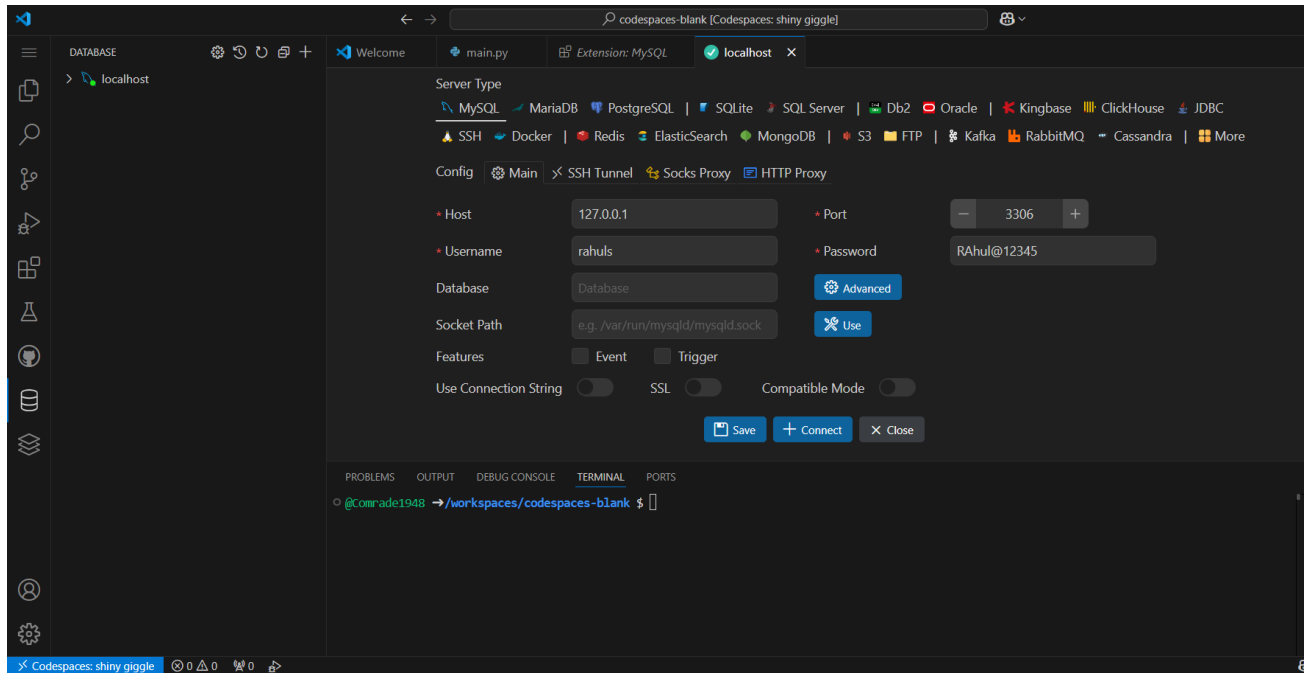 codespaces-blank [Codespaces: shiny giggle]
DATABASE
localhost
Welcome
main.py
Extension: MySQL
localhost
Server Type
MySQL MariaDB PostgreSQL | SQLite SQL Server | Db2 Oracle | Kingbase ClickHouse JDBC
SSH Docker | Redis ElasticSearch MongoDB | S3 FTP | Kafka RabbitMQ Cassandra | More
Config Main SSH Tunnel Socks Proxy HTTP Proxy
* Host 127.0.0.1 * Port 3306
* Username rahuls * Password RAhul@12345
Database Database Advanced
Socket Path e.g. /var/run/mysqld/mysqld.sock Use
Features Event Trigger
Use Connection String SSL Compatible Mode
Save Connect Close
PROBLEMS OUTPUT DEBUG CONSOLE TERMINAL PORTS
@Comrade1948 ➜/workspaces/codespaces-blank $
Codespaces: shiny giggle 0 0 0